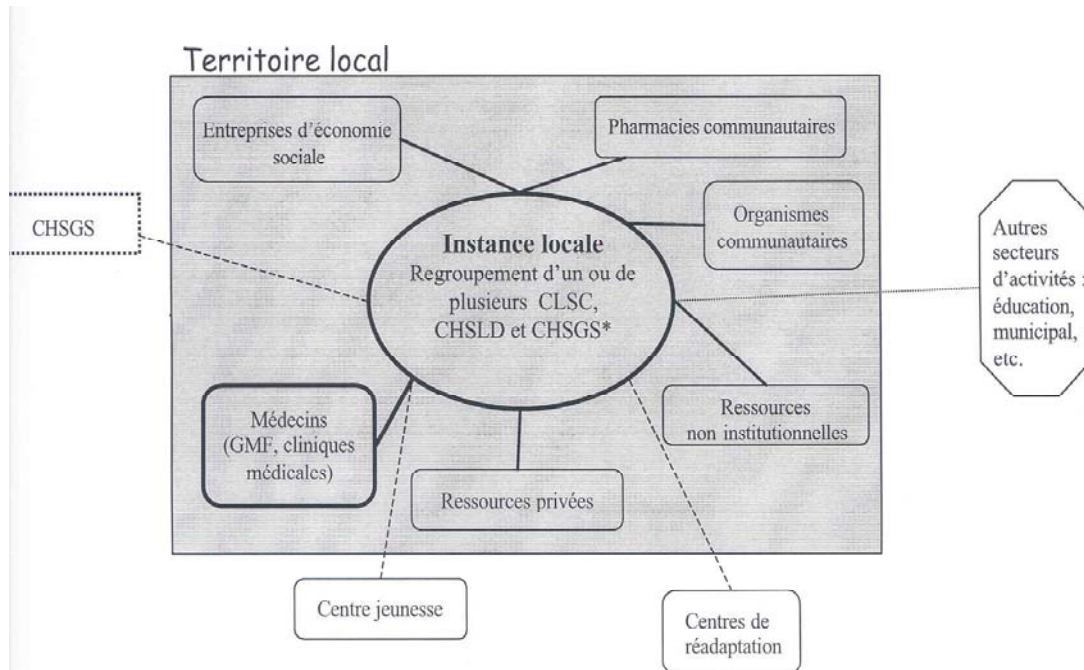 Territoire local
Entreprises d'économie
sociale
Pharmacies communautaires
CHSGS
Organismes
communautaires
Instance locale
Regroupement d'un ou de
plusieurs CLSC,
CHSLD et CHSGS*
Autres
secteurs
d'activités :
éducation,
municipal,
etc.
Médecins
(GMF, cliniques
médicales)
Ressources
non institutionnelles
Ressources privées
Centre jeunesse
Centres de
réadaptation